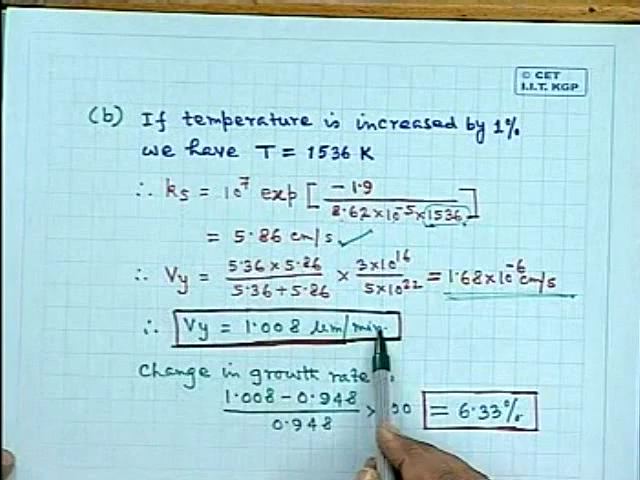 © CET
I.I.T. KGP
(b) If temperature is increased by 1%
we have T = 1536 K
∴ ks = 10^7 exp [ -1.9 / 8.62×10^-5 × 1536 ]
= 5.86 cm/s ✓
∴ Vy = 5.36 × 5.86 / 5.36 + 5.86 × 3×10^16 / 5×10^22 = 1.68×10^-6 cm/s
∴ Vy = 1.008 μm/min.
Change in growth rate
1.008 - 0.948 / 0.948 × 00 = 6.33%